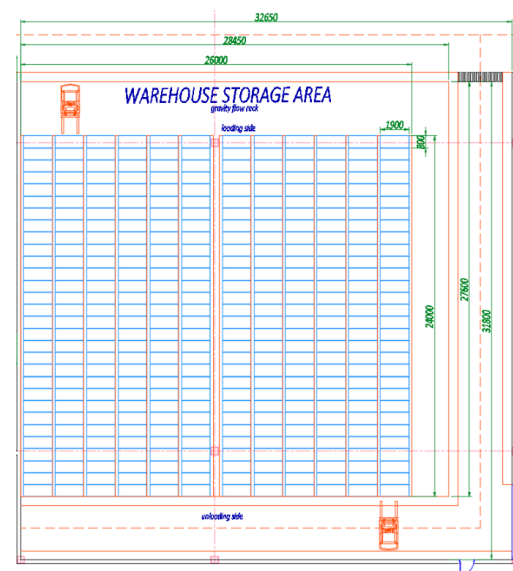 32650
28450
26000
WAREHOUSE STORAGE AREA
gravity flow rack
loading side
1900
800
24000
27600
31800
unloading side